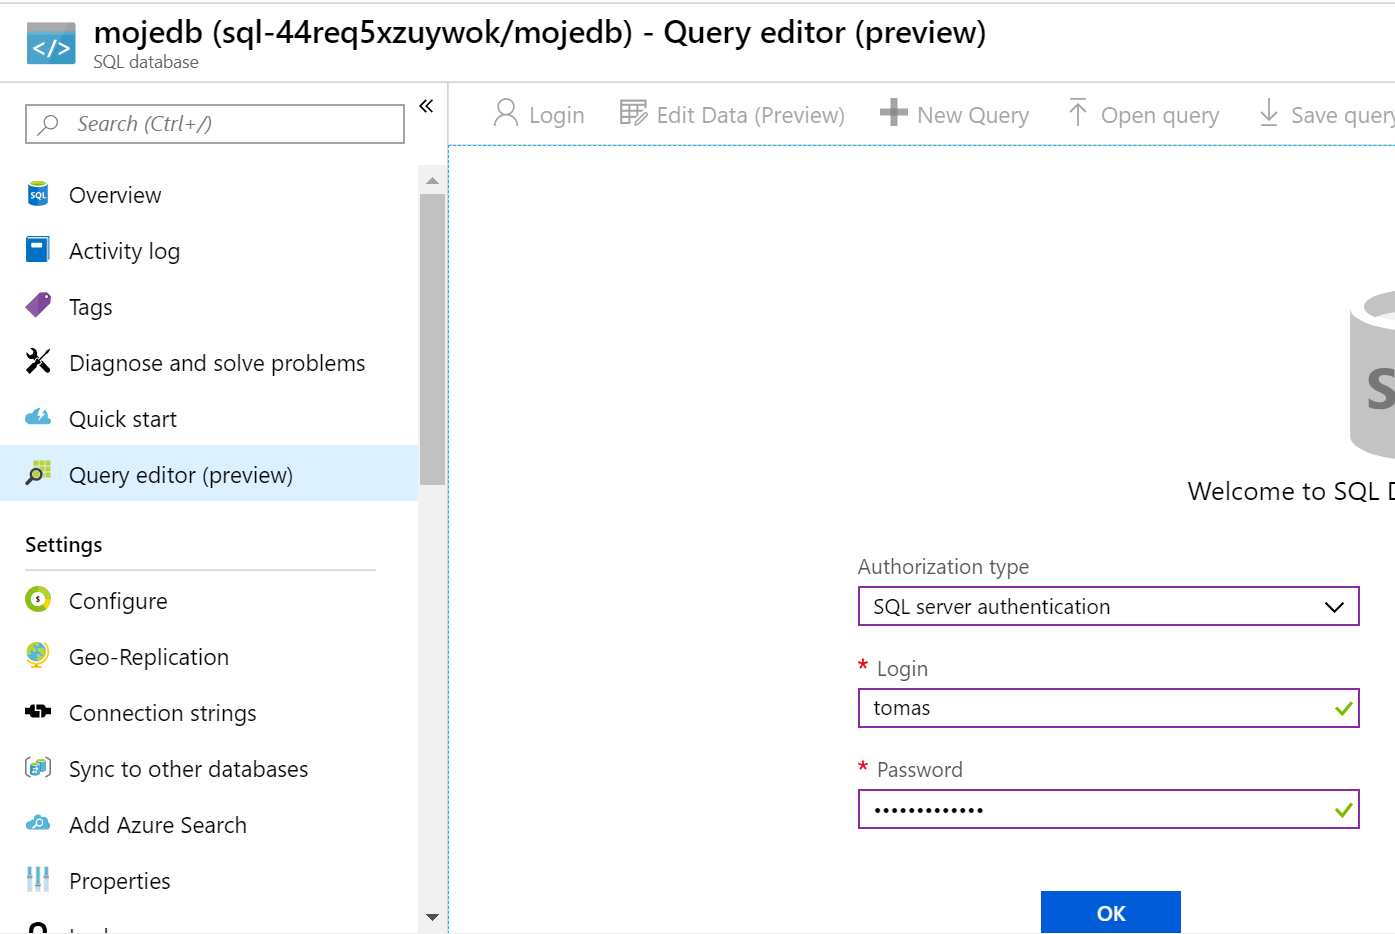 mojedb (sql-44req5xzuywok/mojedb) - Query editor (preview)
SQL database
Search (Ctrl+/)
Overview
Activity log
Tags
Diagnose and solve problems
Quick start
Query editor (preview)
Settings
Configure
Geo-Replication
Connection strings
Sync to other databases
Add Azure Search
Properties
Login Edit Data (Preview) New Query Open query Save query
Welcome to SQL D
Authorization type
SQL server authentication
* Login
tomas
* Password
•••••••••••••
OK